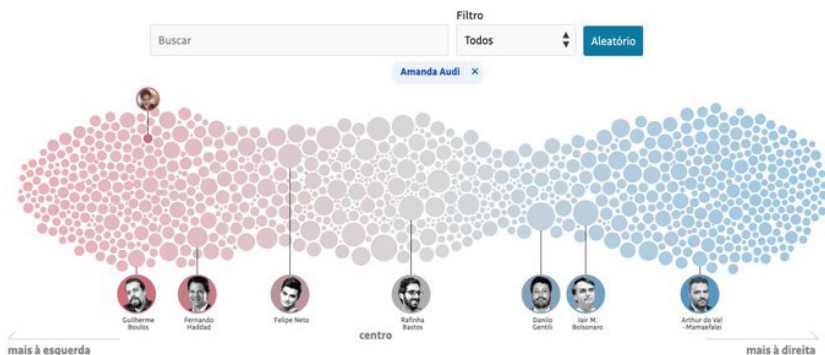 Filtro
Buscar
Todos
Aleatório
Amanda Audi ×
Guilherme
Boulos
Fernando
Haddad
Felipe Neto
Rafinha
Bastos
Danilo
Gentili
Jair M.
Bolsonaro
Arthur do Val
- Mamaefalei
mais à esquerda
centro
mais à direita